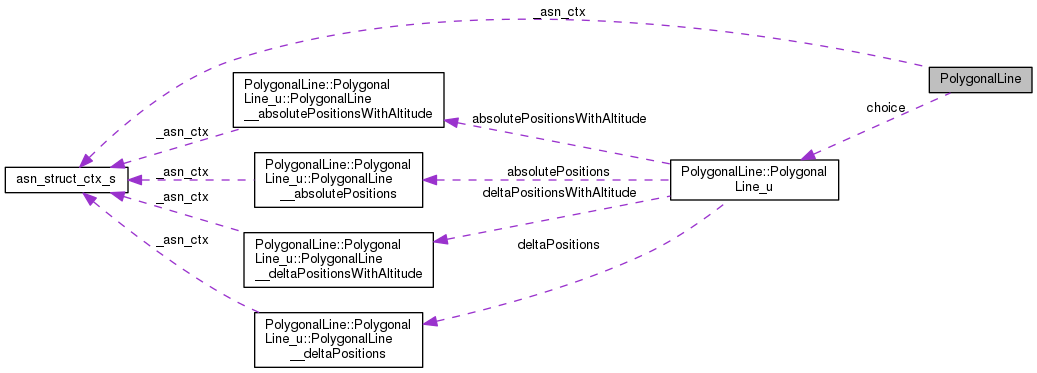 _asn_ctx
PolygonalLine
PolygonalLine::Polygonal
Line_u::PolygonalLine
__absolutePositionsWithAltitude
choice
absolutePositionsWithAltitude
_asn_ctx
PolygonalLine::Polygonal
Line_u::PolygonalLine
__absolutePositions
absolutePositions
_asn_ctx
asn_struct_ctx_s
PolygonalLine::Polygonal
Line_u
deltaPositionsWithAltitude
_asn_ctx
PolygonalLine::Polygonal
Line_u::PolygonalLine
__deltaPositionsWithAltitude
deltaPositions
_asn_ctx
PolygonalLine::Polygonal
Line_u::PolygonalLine
__deltaPositions